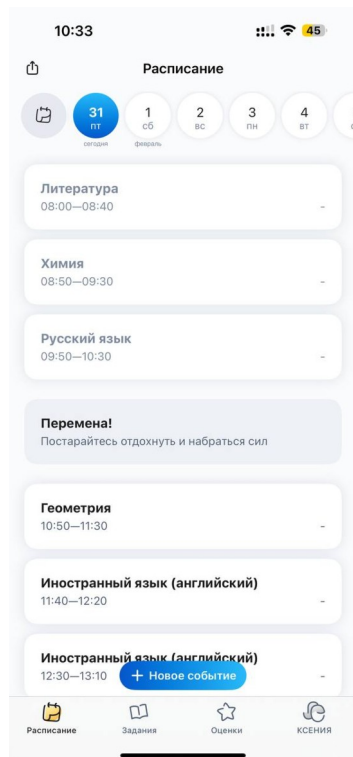 10:33
45
Расписание
31
пт
сегодня
1
сб
февраль
2
вс
3
пн
4
вт
Литература
08:00—08:40
-
Химия
08:50—09:30
-
Русский язык
09:50—10:30
-
Перемена!
Постарайтесь отдохнуть и набраться сил
Геометрия
10:50—11:30
-
Иностранный язык (английский)
11:40—12:20
-
Иностранный язык (английский)
12:30—13:10
-
+ Новое событие
Расписание
Задания
Оценки
КСЕНИЯ